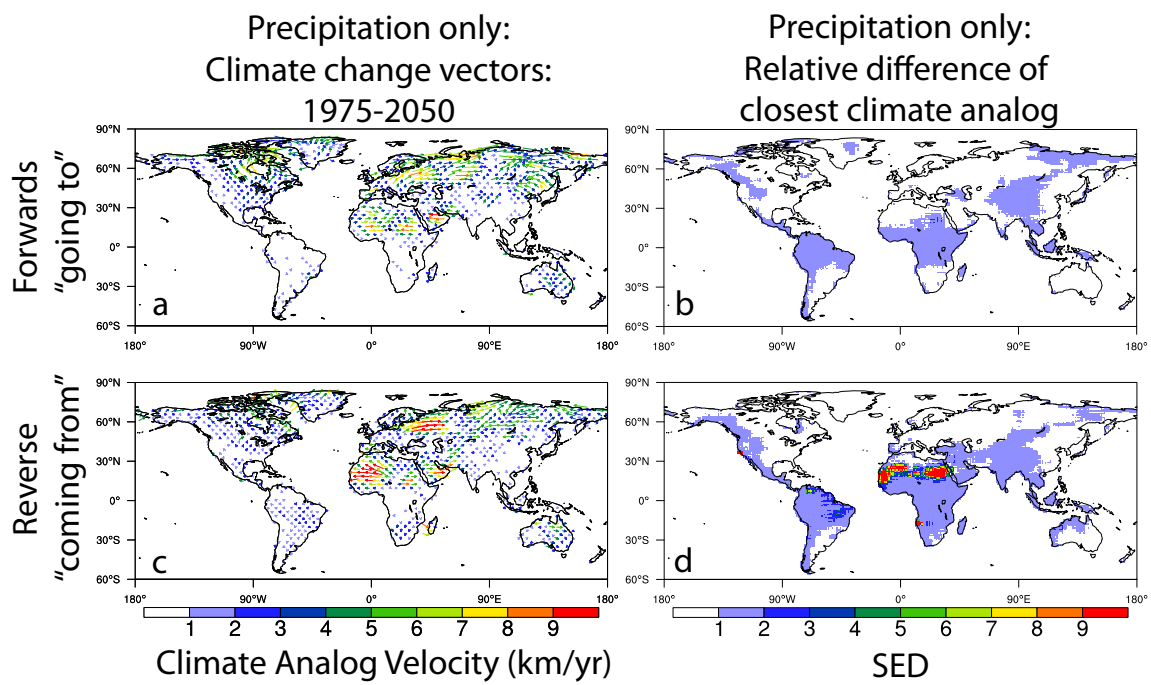 Precipitation only:
Climate change vectors:
1975-2050
Precipitation only:
Relative difference of
closest climate analog
Forwards
“going to”
90°N
60°N
30°N
0°
30°S
60°S
a
180°
90°W
0°
90°E
180°
90°N
60°N
30°N
0°
30°S
60°S
b
180°
90°W
0°
90°E
180°
Reverse
“coming from”
90°N
60°N
30°N
0°
30°S
60°S
c
180°
90°W
0°
90°E
180°
90°N
60°N
30°N
0°
30°S
60°S
d
180°
90°W
0°
90°E
180°
1 2 3 4 5 6 7 8 9
Climate Analog Velocity (km/yr)
1 2 3 4 5 6 7 8 9
SED